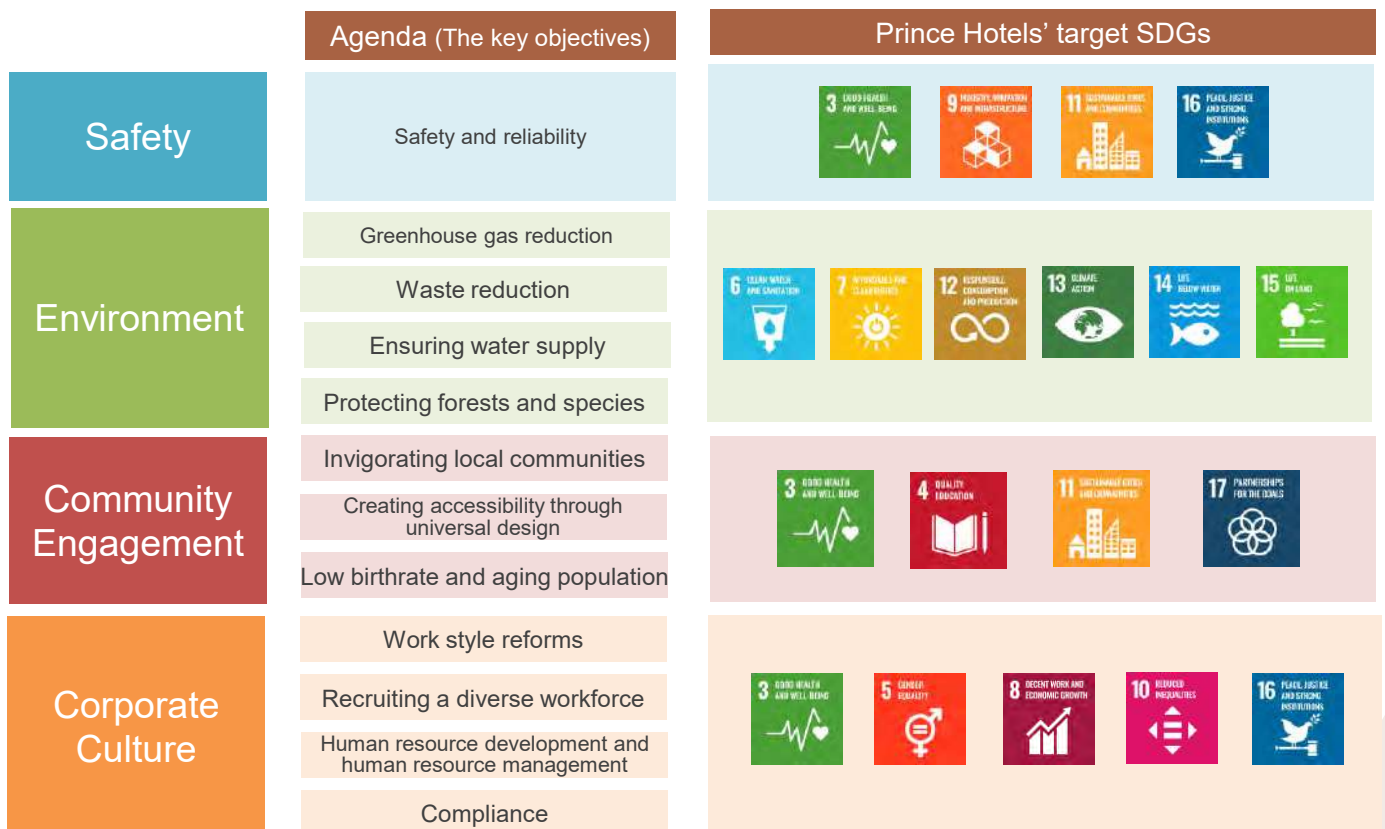 Agenda (The key objectives)
Prince Hotels’ target SDGs
Safety
Safety and reliability
3 GOOD HEALTH
AND WELL-BEING
9 INDUSTRY, INNOVATION
AND INFRASTRUCTURE
11 SUSTAINABLE CITIES
AND COMMUNITIES
16 PEACE, JUSTICE
AND STRONG
INSTITUTIONS
Environment
Greenhouse gas reduction
Waste reduction
Ensuring water supply
Protecting forests and species
6 CLEAN WATER
AND SANITATION
7 AFFORDABLE AND
CLEAN ENERGY
12 RESPONSIBLE
CONSUMPTION
AND PRODUCTION
13 CLIMATE
ACTION
14 LIFE
BELOW WATER
15 LIFE
ON LAND
Community
Engagement
Invigorating local communities
Creating accessibility through
universal design
Low birthrate and aging population
3 GOOD HEALTH
AND WELL-BEING
4 QUALITY
EDUCATION
11 SUSTAINABLE CITIES
AND COMMUNITIES
17 PARTNERSHIPS
FOR THE GOALS
Corporate
Culture
Work style reforms
Recruiting a diverse workforce
Human resource development and
human resource management
Compliance
3 GOOD HEALTH
AND WELL-BEING
5 GENDER
EQUALITY
8 DECENT WORK AND
ECONOMIC GROWTH
10 REDUCED
INEQUALITIES
16 PEACE, JUSTICE
AND STRONG
INSTITUTIONS